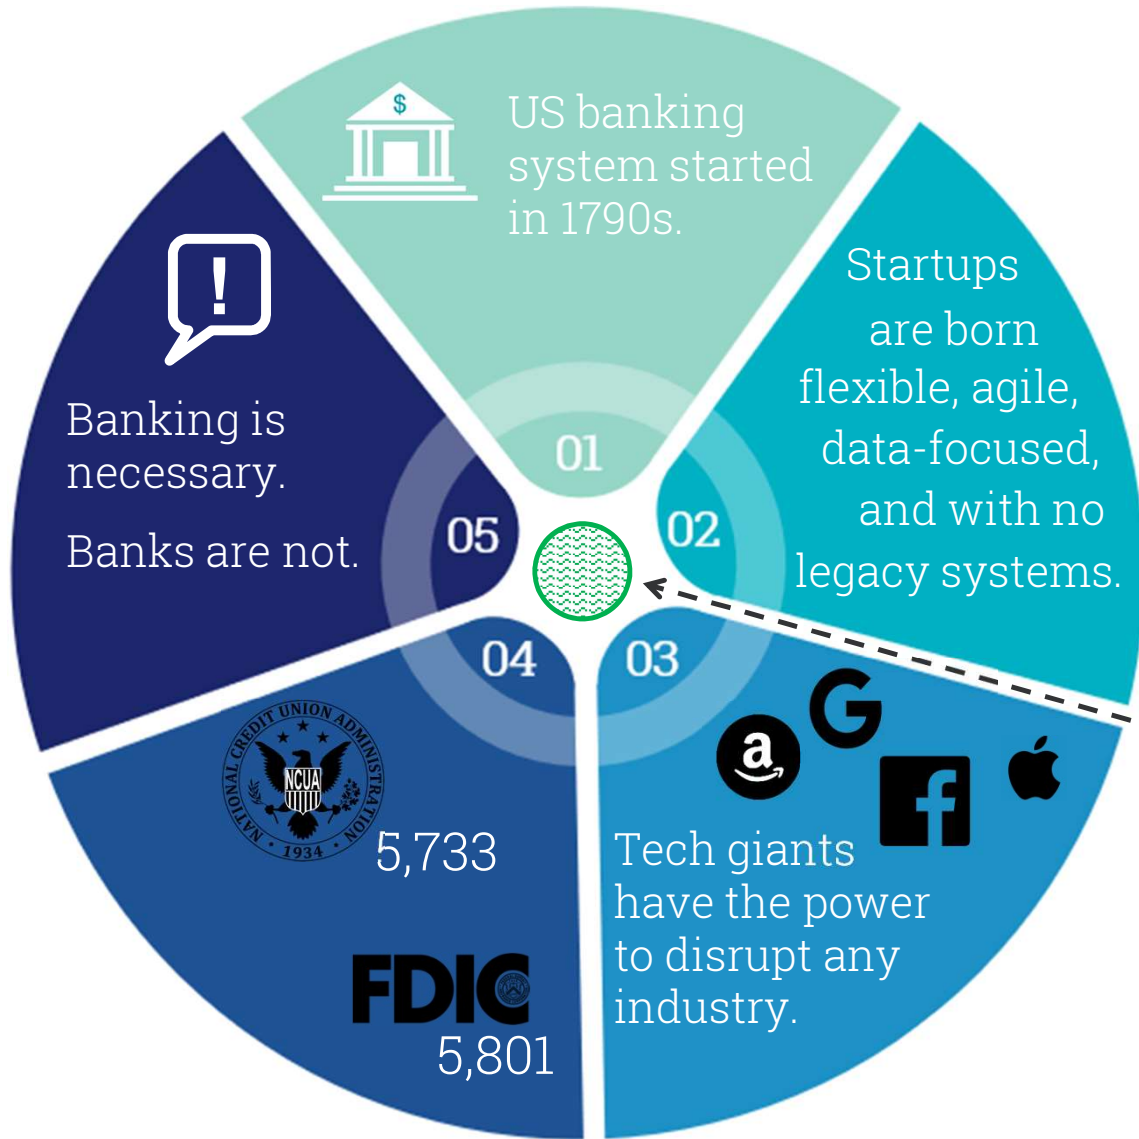 $
US banking
system started
in 1790s.
01
Startups
are born
flexible, agile,
data-focused,
and with no
legacy systems.
02
03
a
G
f
Tech giants
have the power
to disrupt any
industry.
04
NATIONAL CREDIT UNION ADMINISTRATION
NCUA
1934
5,733
FDIC
5,801
05
!
Banking is
necessary.
Banks are not.